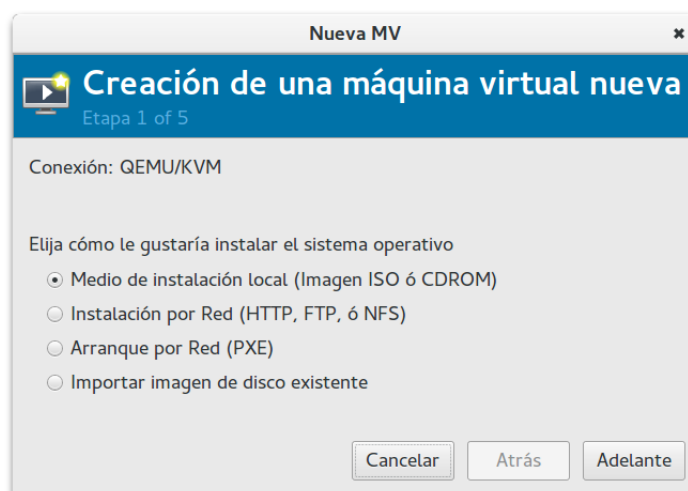 Nueva MV
Creación de una máquina virtual nueva
Etapa 1 of 5
Conexión: QEMU/KVM
Elija cómo le gustaría instalar el sistema operativo
Medio de instalación local (Imagen ISO ó CDROM)
Instalación por Red (HTTP, FTP, ó NFS)
Arranque por Red (PXE)
Importar imagen de disco existente
Cancelar Atrás Adelante